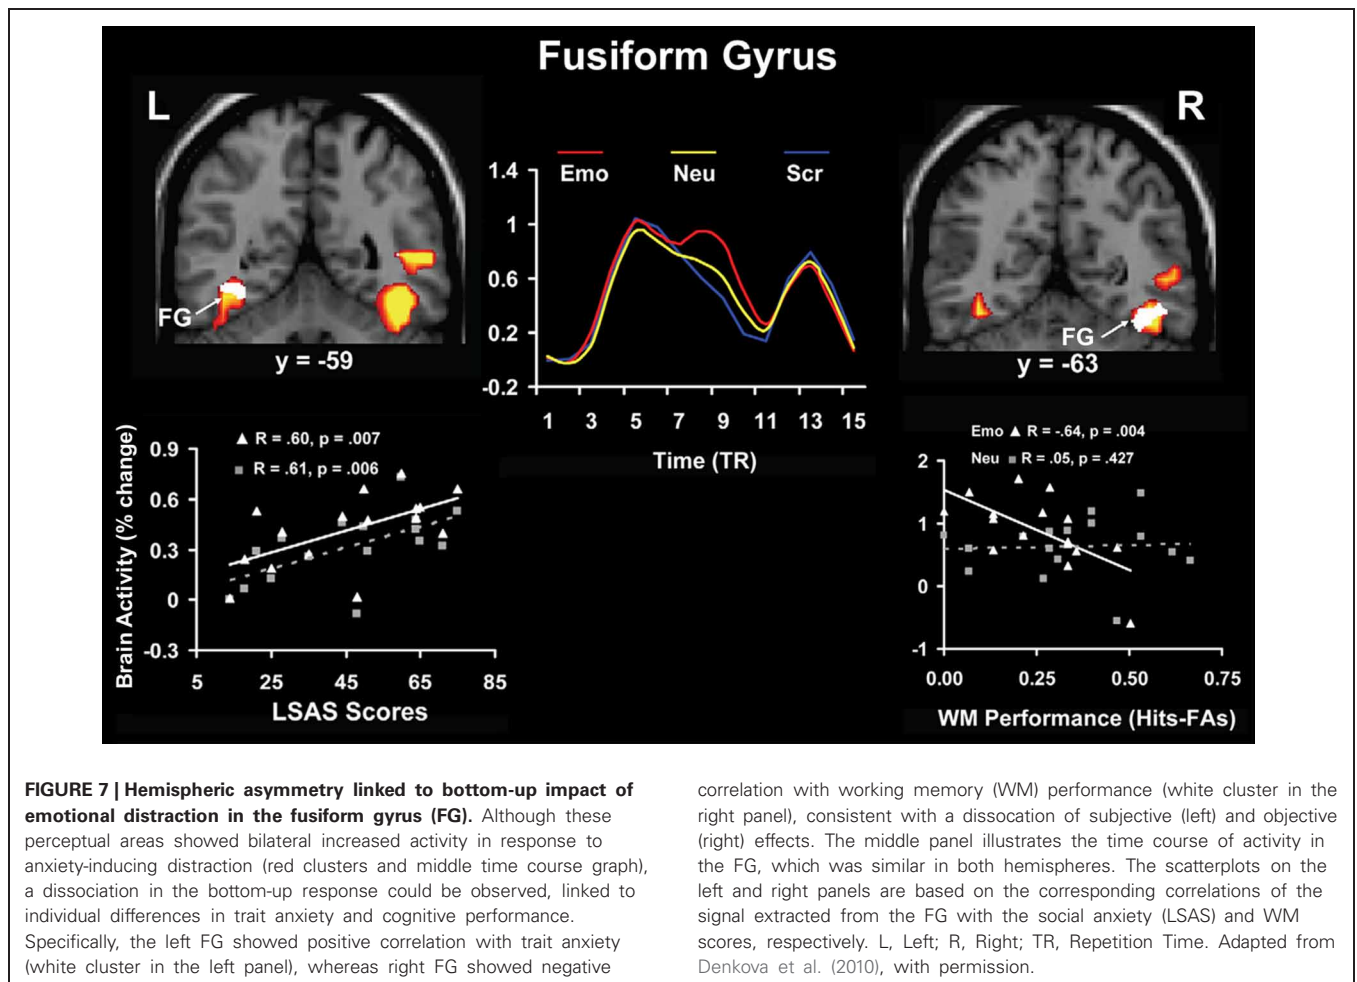 Fusiform Gyrus
L
FG
y = -59
Emo Neu Scr
1.4
1
0.6
0.2
-0.2
1 3 5 7 9 11 13 15
Time (TR)
R
FG
y = -63
Brain Activity (% change)
▲ R = .60, p = .007
■ R = .61, p = .006
0.9
0.6
0.3
0
-0.3
5 25 45 65 85
LSAS Scores
Emo ▲ R = -.64, p = .004
Neu ■ R = .05, p = .427
2
1
0
-1
0.00 0.25 0.50 0.75
WM Performance (Hits-FAs)
FIGURE 7 | Hemispheric asymmetry linked to bottom-up impact of
emotional distraction in the fusiform gyrus (FG). Although these
perceptual areas showed bilateral increased activity in response to
anxiety-inducing distraction (red clusters and middle time course graph),
a dissociation in the bottom-up response could be observed, linked to
individual differences in trait anxiety and cognitive performance.
Specifically, the left FG showed positive correlation with trait anxiety
(white cluster in the left panel), whereas right FG showed negative
correlation with working memory (WM) performance (white cluster in the
right panel), consistent with a dissocation of subjective (left) and objective
(right) effects. The middle panel illustrates the time course of activity in
the FG, which was similar in both hemispheres. The scatterplots on the
left and right panels are based on the corresponding correlations of the
signal extracted from the FG with the social anxiety (LSAS) and WM
scores, respectively. L, Left; R, Right; TR, Repetition Time. Adapted from
Denkova et al. (2010), with permission.